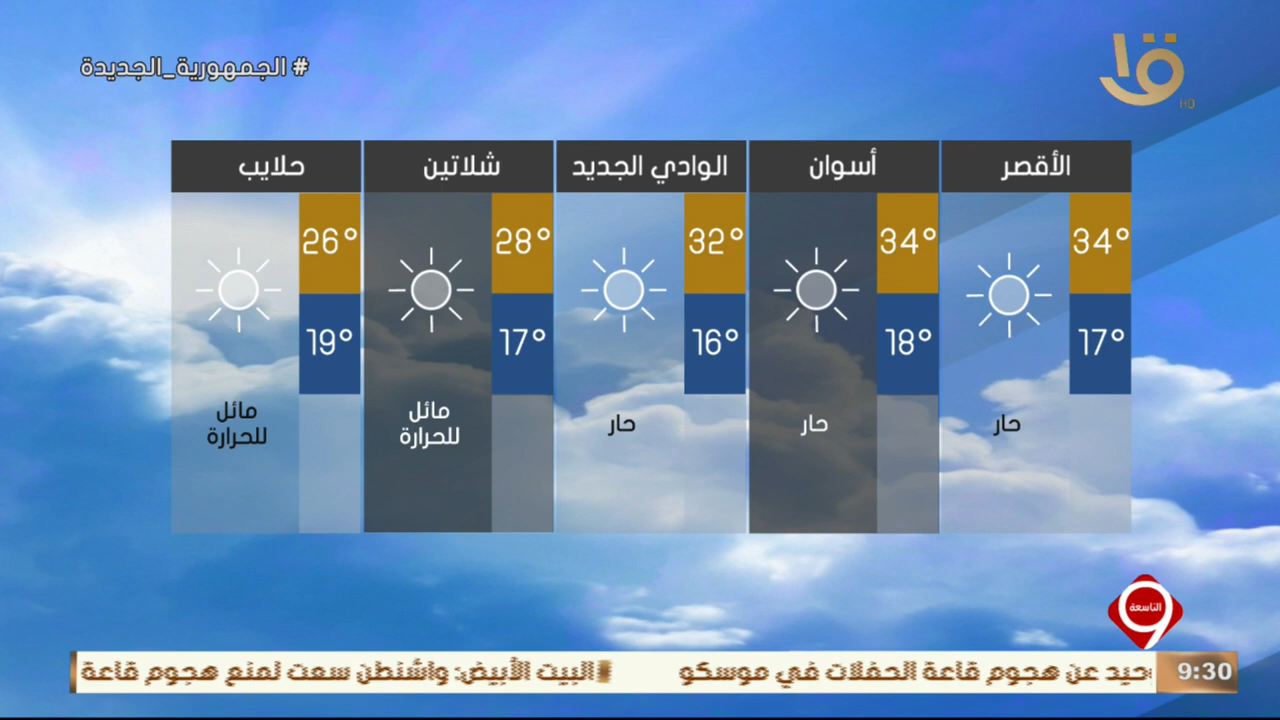 # الجمهورية_الجديدة
HD
الأقصر
34°
17°
حار
أسوان
34°
18°
حار
الوادي الجديد
32°
16°
حار
شلاتين
28°
17°
مائل
للحرارة
حلايب
26°
19°
مائل
للحرارة
التاسعة
9
9:30
عن هجوم قاعة الحفلات في موسكو
البيت الأبيض: واشنطن سعت لمنع هجوم قاعة